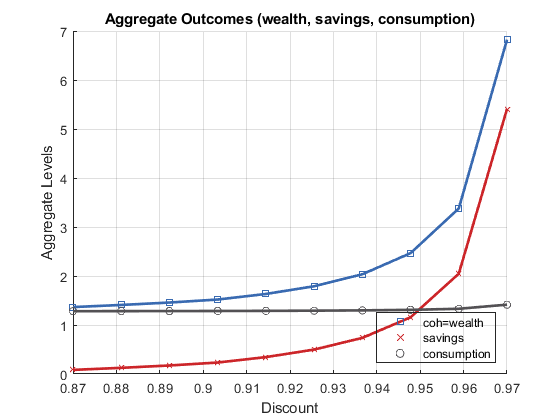 Aggregate Outcomes (wealth, savings, consumption)
7
6
5
4
3
2
1
0
Aggregate Levels
coh=wealth
savings
consumption
0.87 0.88 0.89 0.9 0.91 0.92 0.93 0.94 0.95 0.96 0.97
Discount